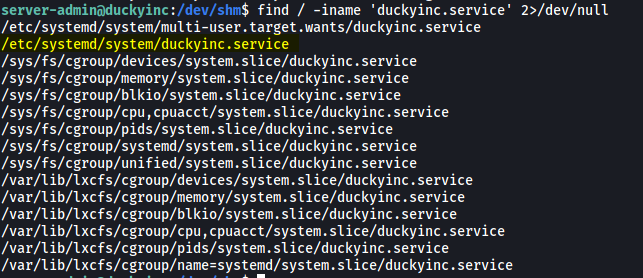 server-admin@duckyinc:/dev/shm$ find / -iname 'duckyinc.service' 2>/dev/null
/etc/systemd/system/multi-user.target.wants/duckyinc.service
/etc/systemd/system/duckyinc.service
/sys/fs/cgroup/devices/system.slice/duckyinc.service
/sys/fs/cgroup/memory/system.slice/duckyinc.service
/sys/fs/cgroup/blkio/system.slice/duckyinc.service
/sys/fs/cgroup/cpu,cpuacct/system.slice/duckyinc.service
/sys/fs/cgroup/pids/system.slice/duckyinc.service
/sys/fs/cgroup/systemd/system.slice/duckyinc.service
/sys/fs/cgroup/unified/system.slice/duckyinc.service
/var/lib/lxcfs/cgroup/devices/system.slice/duckyinc.service
/var/lib/lxcfs/cgroup/memory/system.slice/duckyinc.service
/var/lib/lxcfs/cgroup/blkio/system.slice/duckyinc.service
/var/lib/lxcfs/cgroup/cpu,cpuacct/system.slice/duckyinc.service
/var/lib/lxcfs/cgroup/pids/system.slice/duckyinc.service
/var/lib/lxcfs/cgroup/name=systemd/system.slice/duckyinc.service